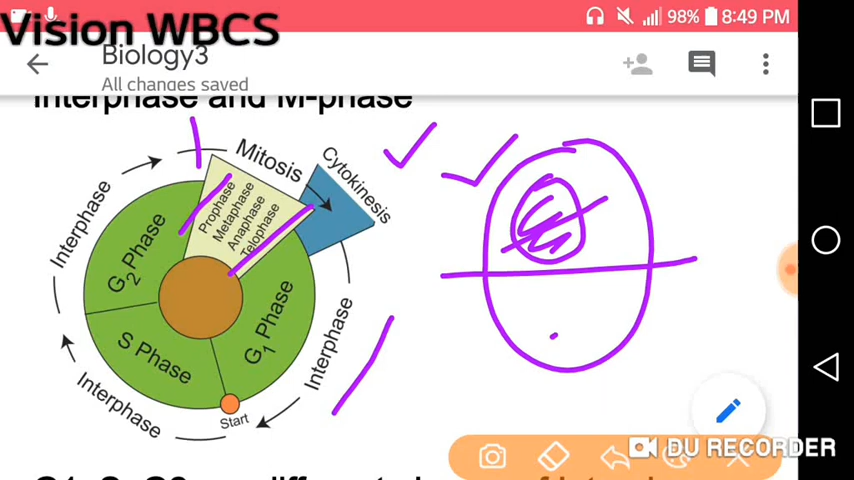 98% 8:49 PM
Vision WBCS
Biology3
All changes saved
Interphase and M-phase
Mitosis
Cytokinesis
Prophase
Metaphase
Anaphase
Telophase
Interphase
G2 Phase
S Phase
G1 Phase
Interphase
Interphase
Start
DU RECORDER